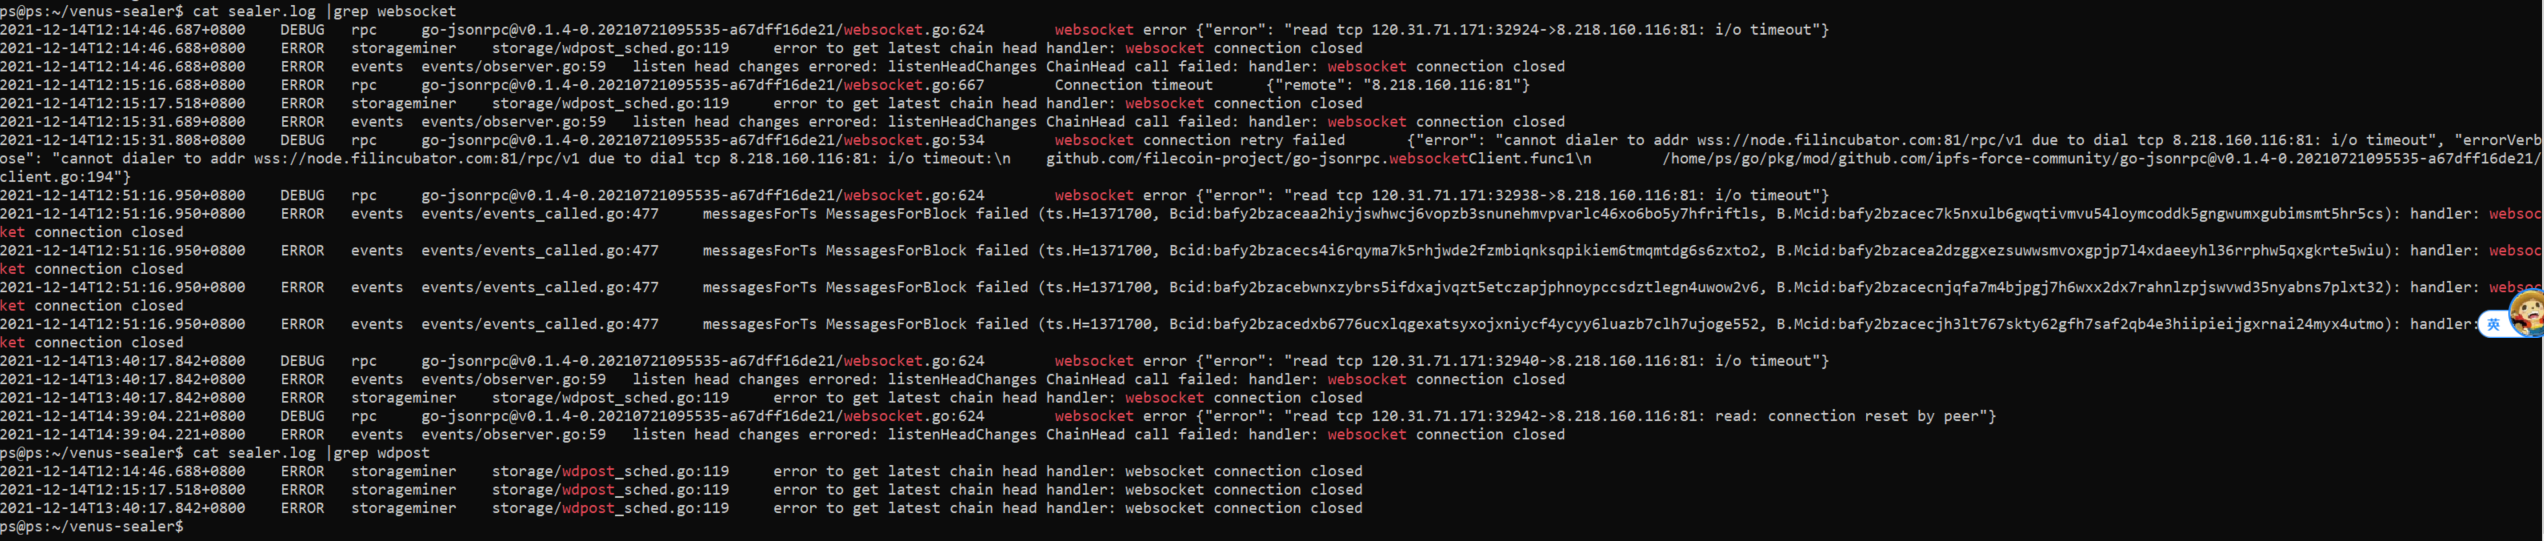 ps@ps:~/venus-sealer$ cat sealer.log |grep websocket
2021-12-14T12:14:46.687+0800 DEBUG rpc go-jsonrpc@v0.1.4-0.20210721095535-a67dff16de21/websocket.go:624 websocket error {"error": "read tcp 120.31.71.171:32924->8.218.160.116:81: i/o timeout"}
2021-12-14T12:14:46.688+0800 ERROR storageminer storage/wdpost_sched.go:119 error to get latest chain head handler: websocket connection closed
2021-12-14T12:14:46.688+0800 ERROR events events/observer.go:59 listen head changes errored: listenHeadChanges ChainHead call failed: handler: websocket connection closed
2021-12-14T12:15:16.688+0800 ERROR rpc go-jsonrpc@v0.1.4-0.20210721095535-a67dff16de21/websocket.go:667 Connection timeout {"remote": "8.218.160.116:81"}
2021-12-14T12:15:17.518+0800 ERROR storageminer storage/wdpost_sched.go:119 error to get latest chain head handler: websocket connection closed
2021-12-14T12:15:31.689+0800 ERROR events events/observer.go:59 listen head changes errored: listenHeadChanges ChainHead call failed: handler: websocket connection closed
2021-12-14T12:15:31.808+0800 DEBUG rpc go-jsonrpc@v0.1.4-0.20210721095535-a67dff16de21/websocket.go:534 websocket connection retry failed {"error": "cannot dialer to addr wss://node.filincubator.com:81/rpc/v1 due to dial tcp 8.218.160.116:81: i/o timeout", "errorVerb
ose": "cannot dialer to addr wss://node.filincubator.com:81/rpc/v1 due to dial tcp 8.218.160.116:81: i/o timeout:\n github.com/filecoin-project/go-jsonrpc.websocketClient.func1\n /home/ps/go/pkg/mod/github.com/ipfs-force-community/go-jsonrpc@v0.1.4-0.20210721095535-a67dff16de21/
client.go:194"}
2021-12-14T12:51:16.950+0800 DEBUG rpc go-jsonrpc@v0.1.4-0.20210721095535-a67dff16de21/websocket.go:624 websocket error {"error": "read tcp 120.31.71.171:32938->8.218.160.116:81: i/o timeout"}
2021-12-14T12:51:16.950+0800 ERROR events events/events_called.go:477 messagesForTs MessagesForBlock failed (ts.H=1371700, Bcid:bafy2bzaceaa2hiyjswhwcj6vopzb3snunehmvpvarlc46xo6bo5y7hfriftls, B.Mcid:bafy2bzacec7k5nxulb6gwqtivmvu54loymcoddk5gngwumxgubimsmt5hr5cs): handler: websoc
ket connection closed
2021-12-14T12:51:16.950+0800 ERROR events events/events_called.go:477 messagesForTs MessagesForBlock failed (ts.H=1371700, Bcid:bafy2bzacecs4i6rqyma7k5rhjwde2fzmbiqnksqpikiem6tmqmtdg6s6zxto2, B.Mcid:bafy2bzacea2dzggxezsuwwsmvoxgpjp7l4xdaeeyhl36rrphw5qxgkrte5wiu): handler: websoc
ket connection closed
2021-12-14T12:51:16.950+0800 ERROR events events/events_called.go:477 messagesForTs MessagesForBlock failed (ts.H=1371700, Bcid:bafy2bzacebwnxzybrs5ifdxajvqzt5etczapjphnoypccsdztlegn4uwow2v6, B.Mcid:bafy2bzacecnjqfa7m4bjpgj7h6wxx2dx7rahnlzpjswvwd35nyabns7plxt32): handler: websoc
ket connection closed
2021-12-14T12:51:16.950+0800 ERROR events events/events_called.go:477 messagesForTs MessagesForBlock failed (ts.H=1371700, Bcid:bafy2bzacedxb6776ucxlqgexatsyxojxniycf4ycyy6luazb7clh7ujoge552, B.Mcid:bafy2bzacecjh3lt767skty62gfh7saf2qb4e3hiipieijgxrnai24myx4utmo): handler:
英
ket connection closed
2021-12-14T13:40:17.842+0800 DEBUG rpc go-jsonrpc@v0.1.4-0.20210721095535-a67dff16de21/websocket.go:624 websocket error {"error": "read tcp 120.31.71.171:32940->8.218.160.116:81: i/o timeout"}
2021-12-14T13:40:17.842+0800 ERROR events events/observer.go:59 listen head changes errored: listenHeadChanges ChainHead call failed: handler: websocket connection closed
2021-12-14T13:40:17.842+0800 ERROR storageminer storage/wdpost_sched.go:119 error to get latest chain head handler: websocket connection closed
2021-12-14T14:39:04.221+0800 DEBUG rpc go-jsonrpc@v0.1.4-0.20210721095535-a67dff16de21/websocket.go:624 websocket error {"error": "read tcp 120.31.71.171:32942->8.218.160.116:81: read: connection reset by peer"}
2021-12-14T14:39:04.221+0800 ERROR events events/observer.go:59 listen head changes errored: listenHeadChanges ChainHead call failed: handler: websocket connection closed
ps@ps:~/venus-sealer$ cat sealer.log |grep wdpost
2021-12-14T12:14:46.688+0800 ERROR storageminer storage/wdpost_sched.go:119 error to get latest chain head handler: websocket connection closed
2021-12-14T12:15:17.518+0800 ERROR storageminer storage/wdpost_sched.go:119 error to get latest chain head handler: websocket connection closed
2021-12-14T13:40:17.842+0800 ERROR storageminer storage/wdpost_sched.go:119 error to get latest chain head handler: websocket connection closed
ps@ps:~/venus-sealer$